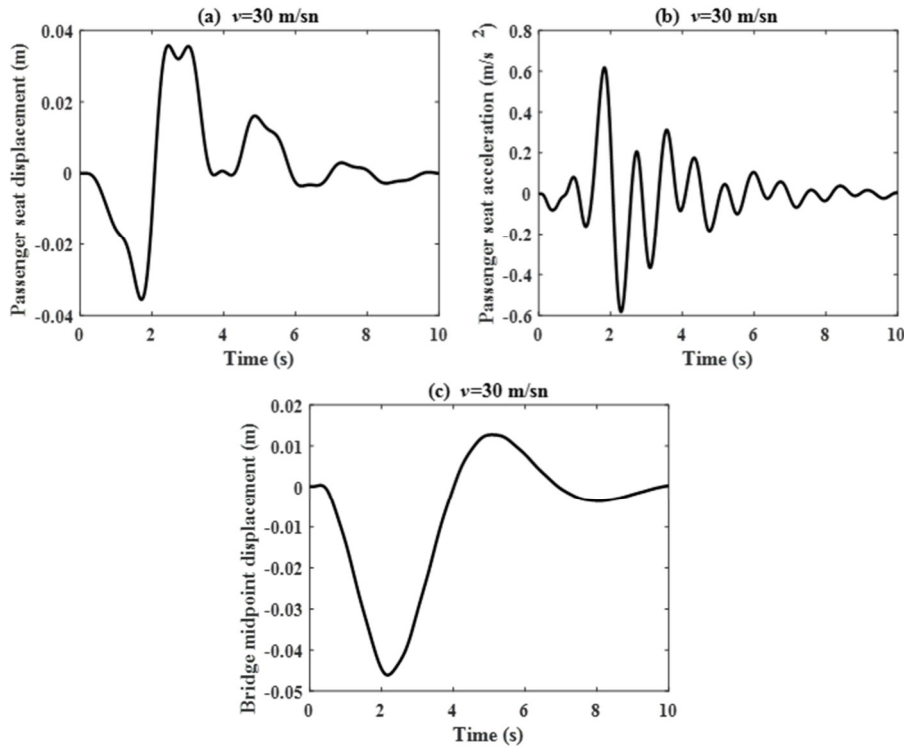 (a) v=30 m/sn
Passenger seat displacement (m)
0.04
0.02
0
-0.02
-0.04
0 2 4 6 8 10
Time (s)
(b) v=30 m/sn
Passenger seat acceleration (m/s²)
0.8
0.6
0.4
0.2
0
-0.2
-0.4
-0.6
0 2 4 6 8 10
Time (s)
(c) v=30 m/sn
Bridge midpoint displacement (m)
0.02
0.01
0
-0.01
-0.02
-0.03
-0.04
-0.05
0 2 4 6 8 10
Time (s)